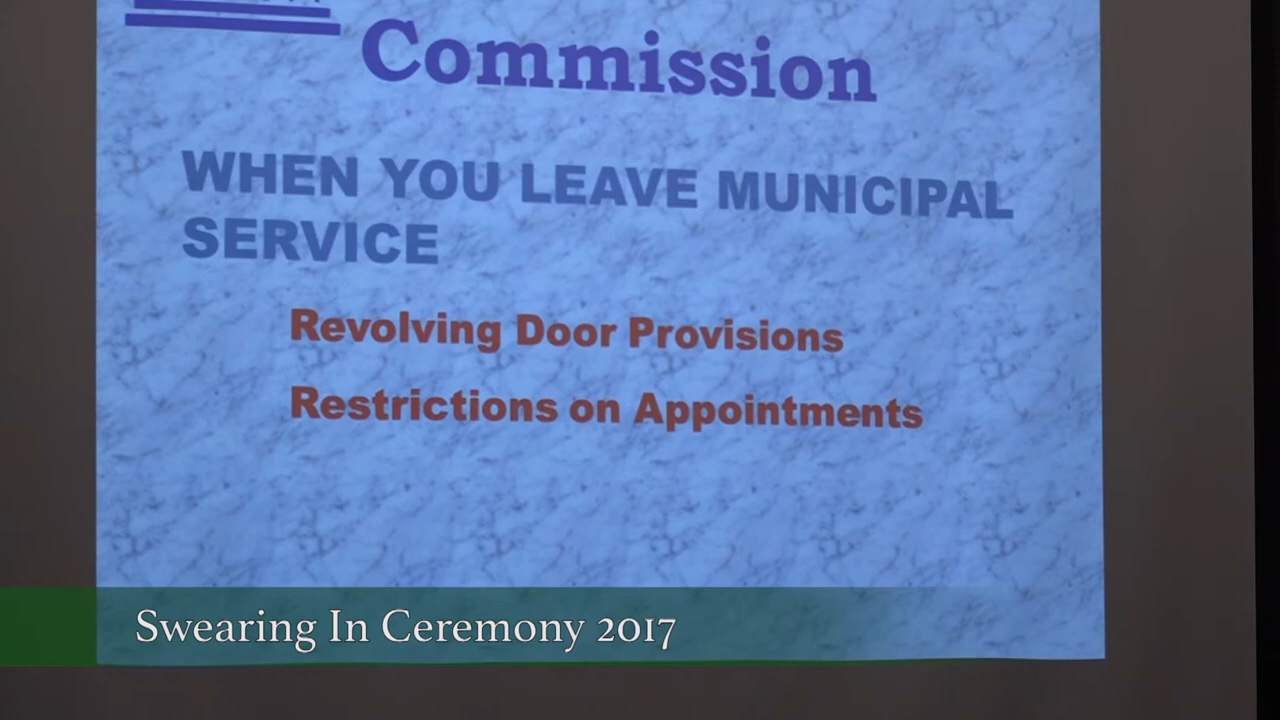 Commission
WHEN YOU LEAVE MUNICIPAL
SERVICE
Revolving Door Provisions
Restrictions on Appointments
Swearing In Ceremony 2017